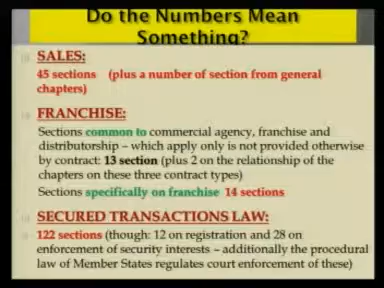 Do the Numbers Mean
Something?
SALES:
45 sections (plus a number of section from general
chapters)
FRANCHISE:
Sections common to commercial agency, franchise and
distributorship – which apply only is not provided otherwise
by contract: 13 section (plus 2 on the relationship of the
chapters on these three contract types)
Sections specifically on franchise 14 sections
SECURED TRANSACTIONS LAW:
122 sections (though: 12 on registration and 28 on
enforcement of security interests – additionally the procedural
law of Member States regulates court enforcement of these)